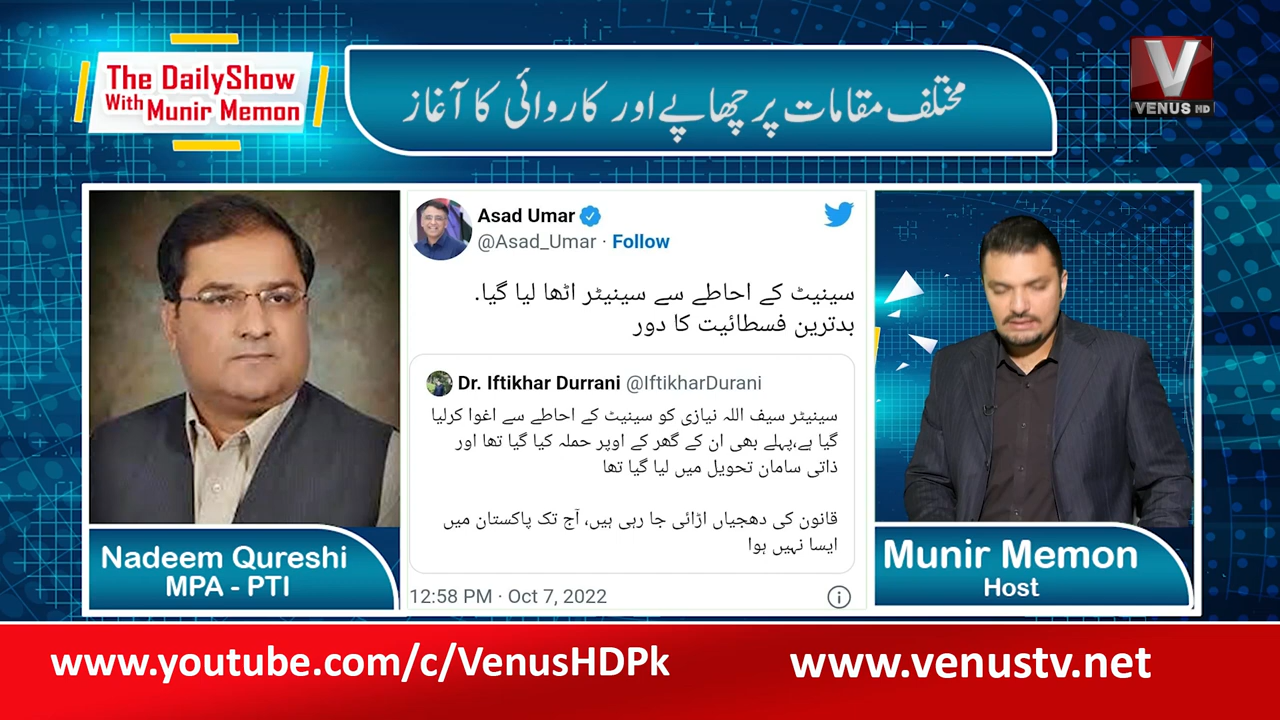 The DailyShow
With Munir Memon
مختلف مقامات پر چھاپے اور کاروائی کا آغاز
V
VENUS HD
Asad Umar
@Asad_Umar · Follow
سینیٹ کے احاطے سے سینیٹر اٹھا لیا گیا.
بدترین فسطائیت کا دور
Dr. Iftikhar Durrani @IftikharDurani
سینیٹر سیف اللہ نیازی کو سینیٹ کے احاطے سے اغوا کرلیا
گیا ہے،پہلے بھی ان کے گھر کے اوپر حملہ کیا گیا تھا اور
ذاتی سامان تحویل میں لیا گیا تھا
قانون کی دھجیاں اڑائی جا رہی ہیں، آج تک پاکستان میں
ایسا نہیں ہوا
12:58 PM · Oct 7, 2022
Nadeem Qureshi
MPA - PTI
Munir Memon
Host
www.youtube.com/c/VenusHDPk
www.venustv.net